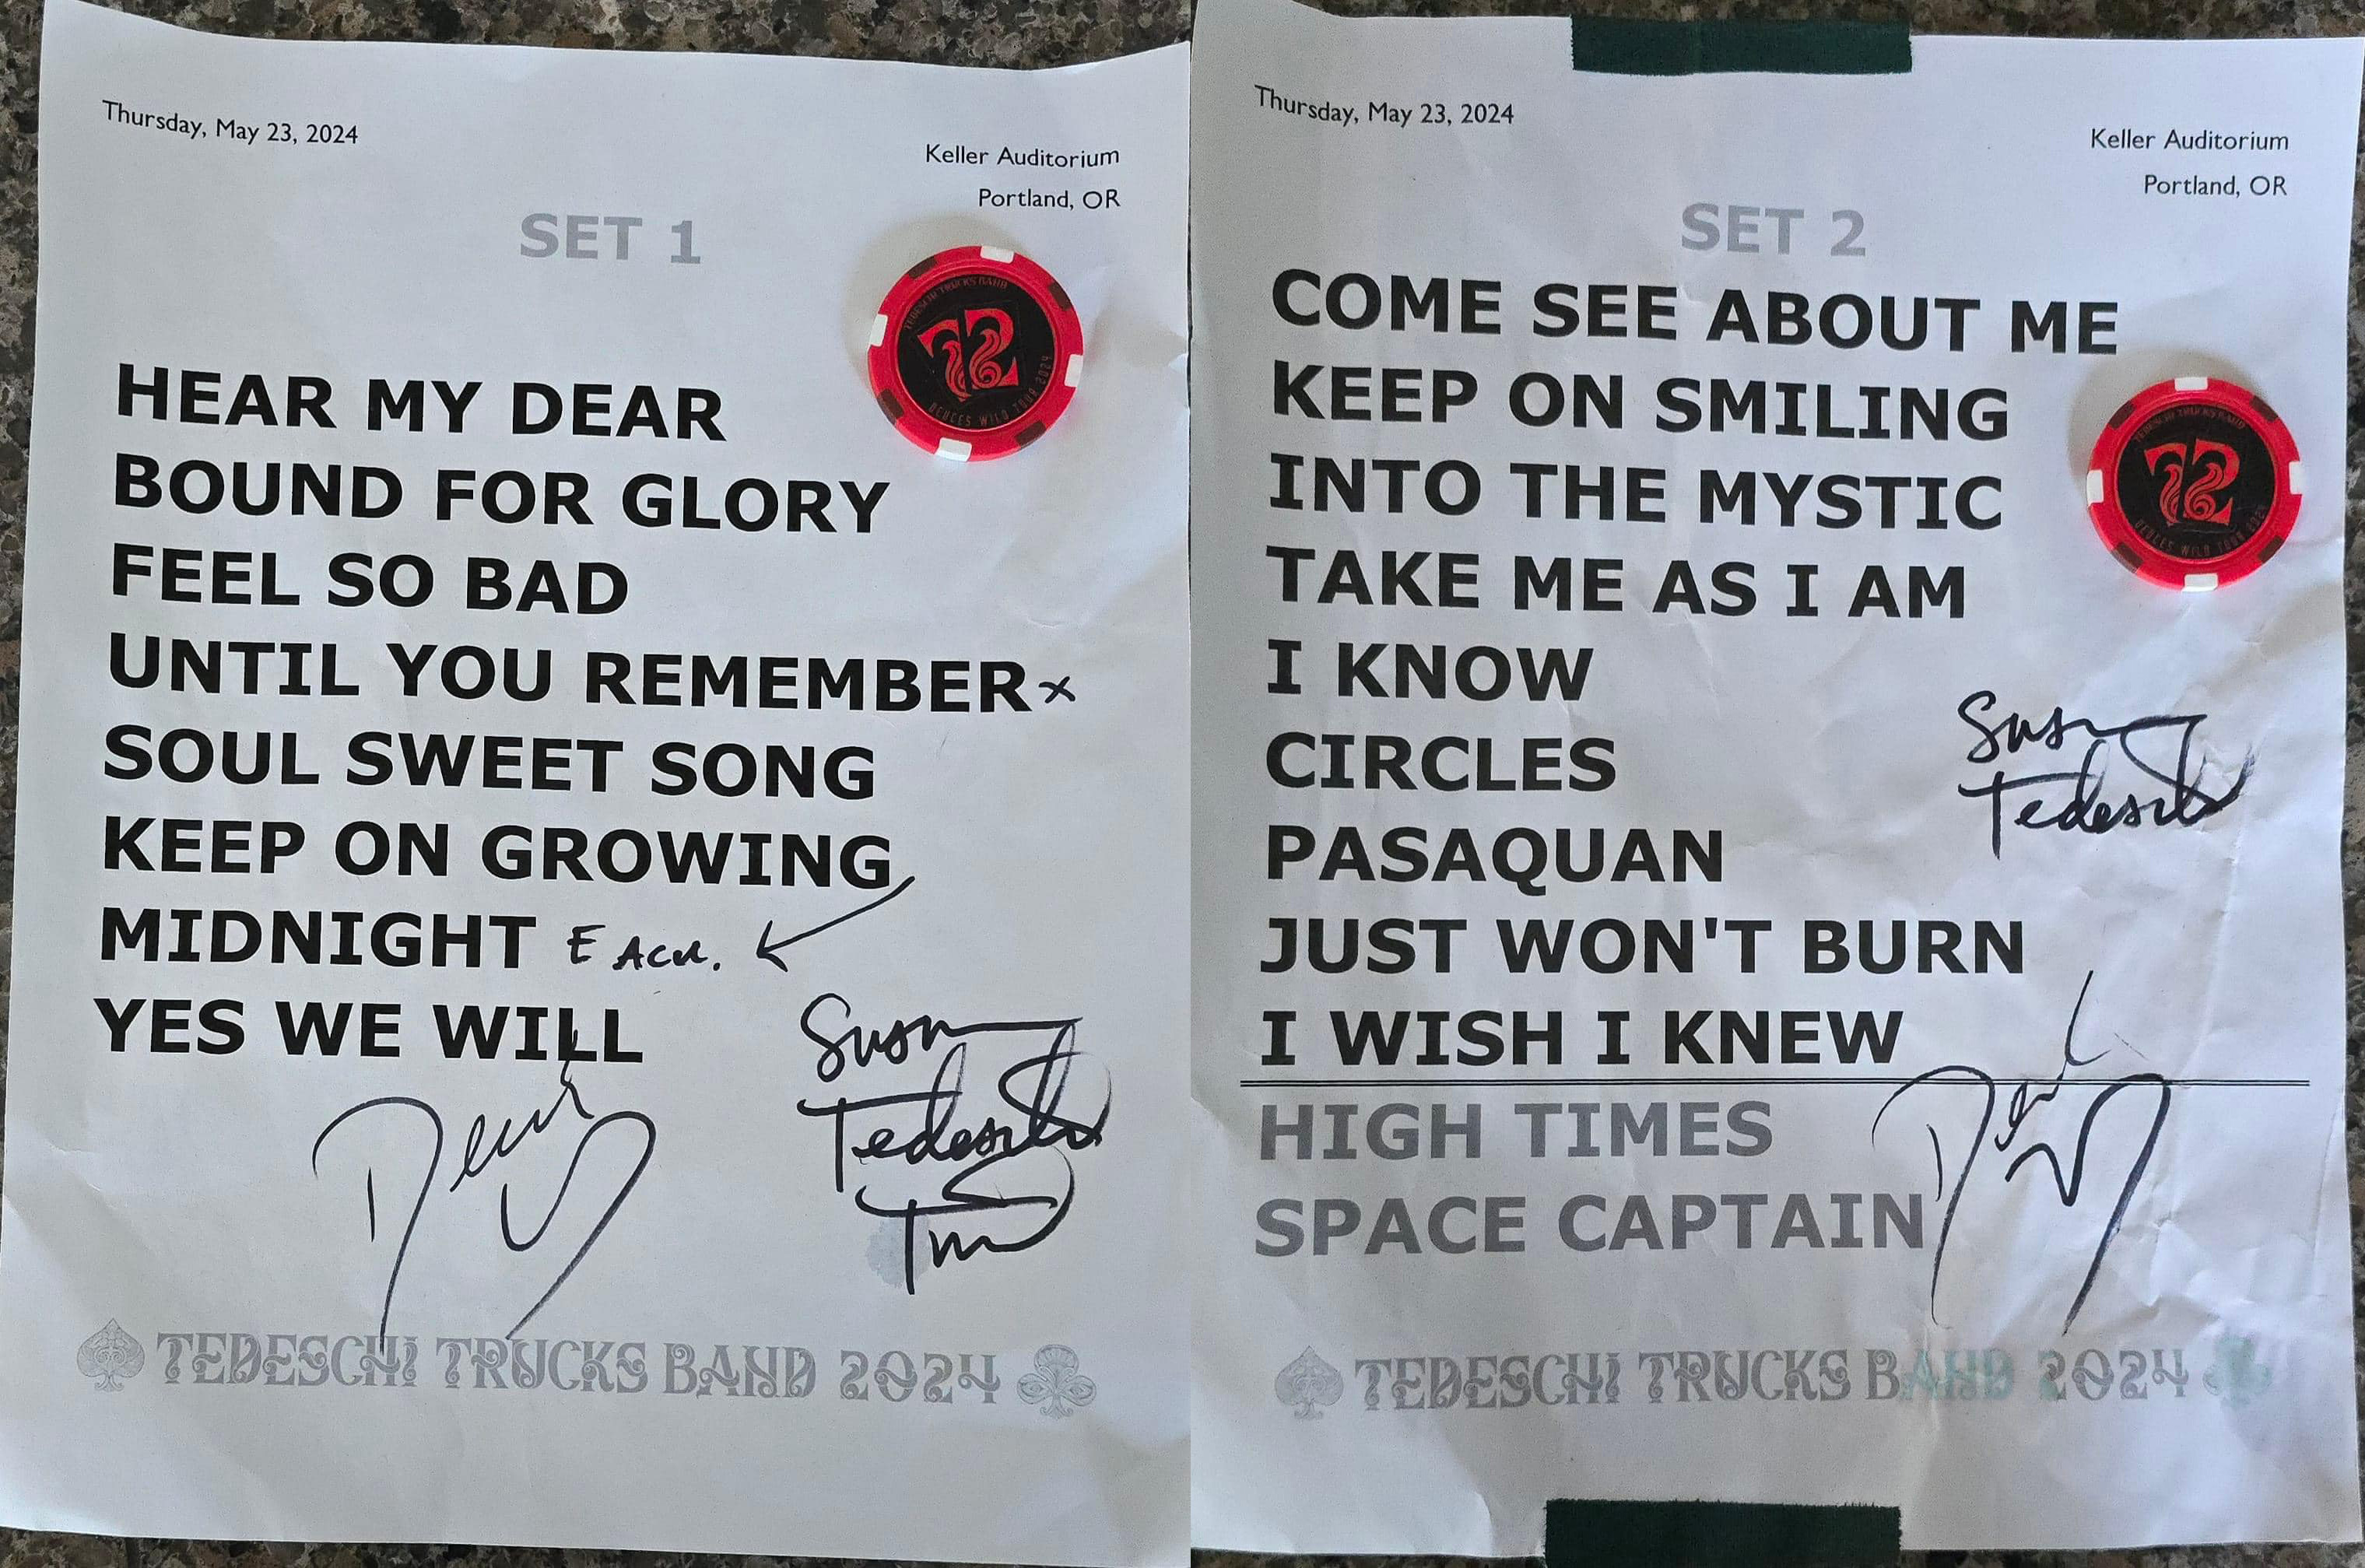 Thursday, May 23, 2024
Keller Auditorium
Portland, OR
SET 1
TEDESCHI TRUCKS BAND
DEUCES WILD TOUR 2024
HEAR MY DEAR
BOUND FOR GLORY
FEEL SO BAD
UNTIL YOU REMEMBER x
SOUL SWEET SONG
KEEP ON GROWING
MIDNIGHT E ACU.
YES WE WILL
Derek
Susan
Tedeschi
TEDESCHI TRUCKS BAND 2024
Thursday, May 23, 2024
Keller Auditorium
Portland, OR
SET 2
COME SEE ABOUT ME
KEEP ON SMILING
TEDESCHI TRUCKS BAND
DEUCES WILD TOUR 2024
INTO THE MYSTIC
TAKE ME AS I AM
I KNOW
CIRCLES
Susan
Tedeschi
PASAQUAN
JUST WON'T BURN
I WISH I KNEW
HIGH TIMES
Derek
SPACE CAPTAIN
TEDESCHI TRUCKS BAND 2024